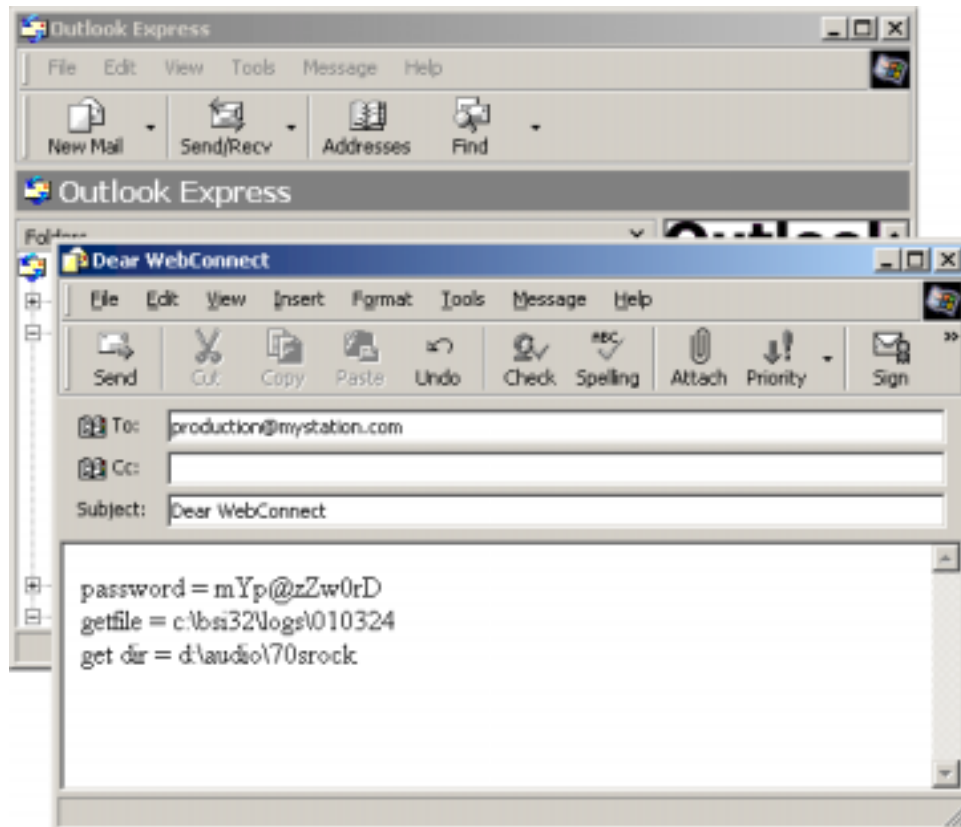 Outlook Express
File Edit View Tools Message Help
New Mail Send/Recv Addresses Find
Outlook Express
Folders
Outlook
Dear WebConnect
File Edit View Insert Format Tools Message Help
Send Cut Copy Paste Undo Check Spelling Attach Priority Sign
To: production@mystation.com
Cc:
Subject: Dear WebConnect
password = mYp@zZw0rD
getfile = c:\bsi32\logs\010324
get dir = d:\audio\70srock